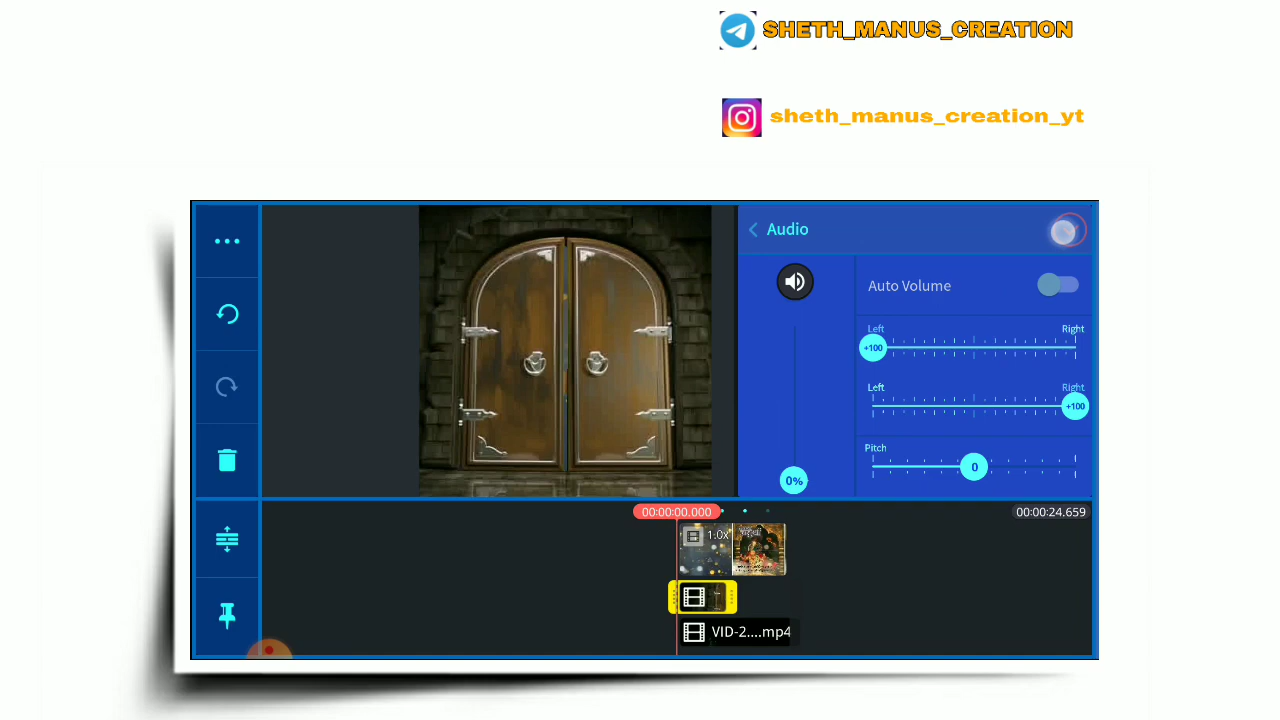 SHETH_MANUS_CREATION
sheth_manus_creation_yt
Audio
Auto Volume
Left Right
+100
Left Right
+100
Pitch
0
0%
00:00:00.000
00:00:24.659
1.0x
VID-2....mp4